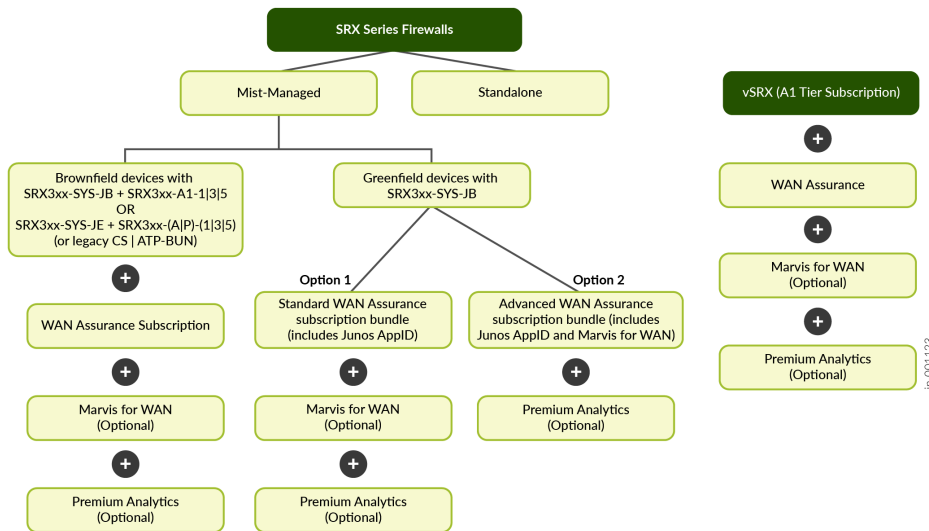 SRX Series Firewalls
Mist-Managed
Standalone
Brownfield devices with
SRX3xx-SYS-JB + SRX3xx-A1-1|3|5
OR
SRX3xx-SYS-JE + SRX3xx-(A|P)-(1|3|5)
(or legacy CS | ATP-BUN)
+
WAN Assurance Subscription
+
Marvis for WAN
(Optional)
+
Premium Analytics
(Optional)
Greenfield devices with
SRX3xx-SYS-JB
Option 1
Standard WAN Assurance
subscription bundle
(includes Junos AppID)
+
Marvis for WAN
(Optional)
+
Premium Analytics
(Optional)
Option 2
Advanced WAN Assurance
subscription bundle (includes
Junos AppID and Marvis for WAN)
+
Premium Analytics
(Optional)
vSRX (A1 Tier Subscription)
+
WAN Assurance
+
Marvis for WAN
(Optional)
+
Premium Analytics
(Optional)